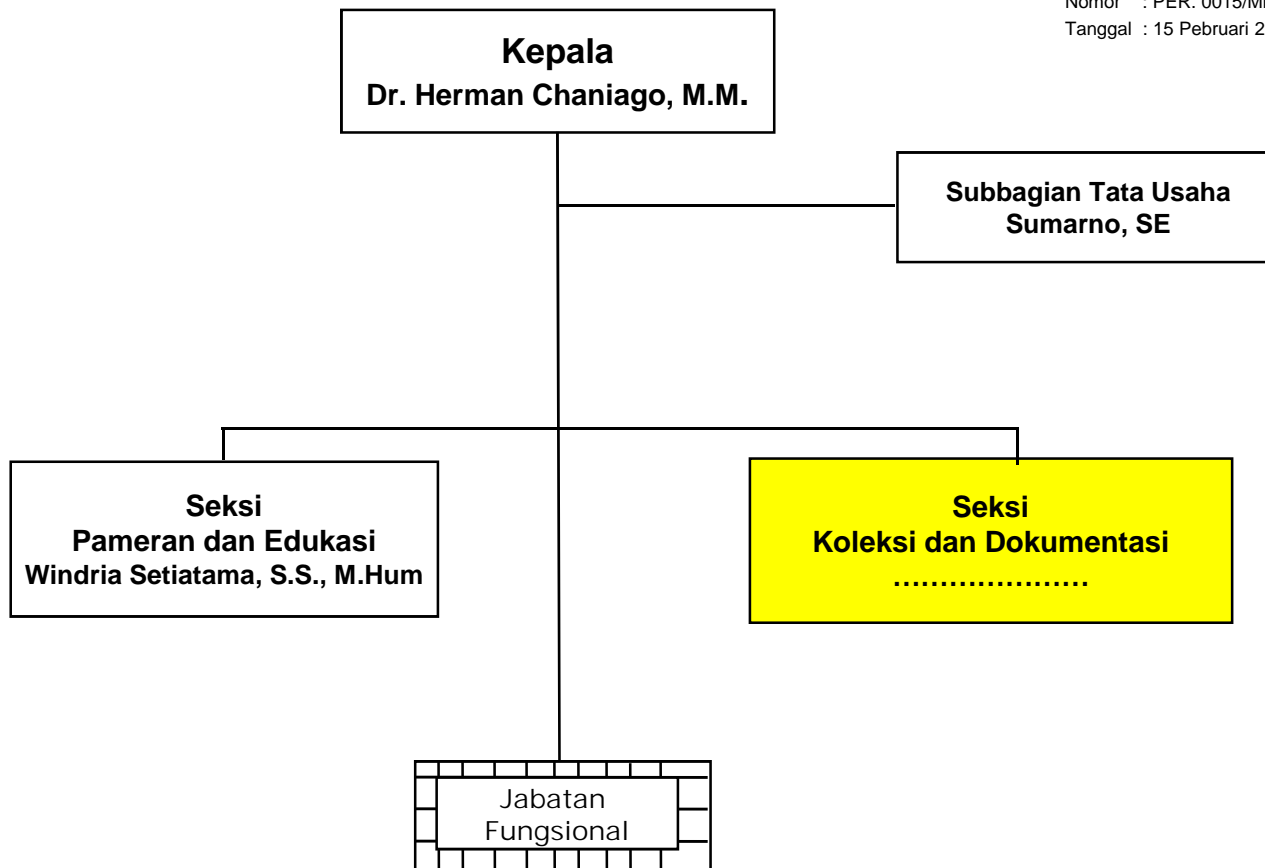 Nomor : PER. 0015/M
Tanggal : 15 Pebruari 2
Kepala
Dr. Herman Chaniago, M.M.
Subbagian Tata Usaha
Sumarno, SE
Seksi
Pameran dan Edukasi
Windria Setiatama, S.S., M.Hum
Seksi
Koleksi dan Dokumentasi
.....................
Jabatan
Fungsional